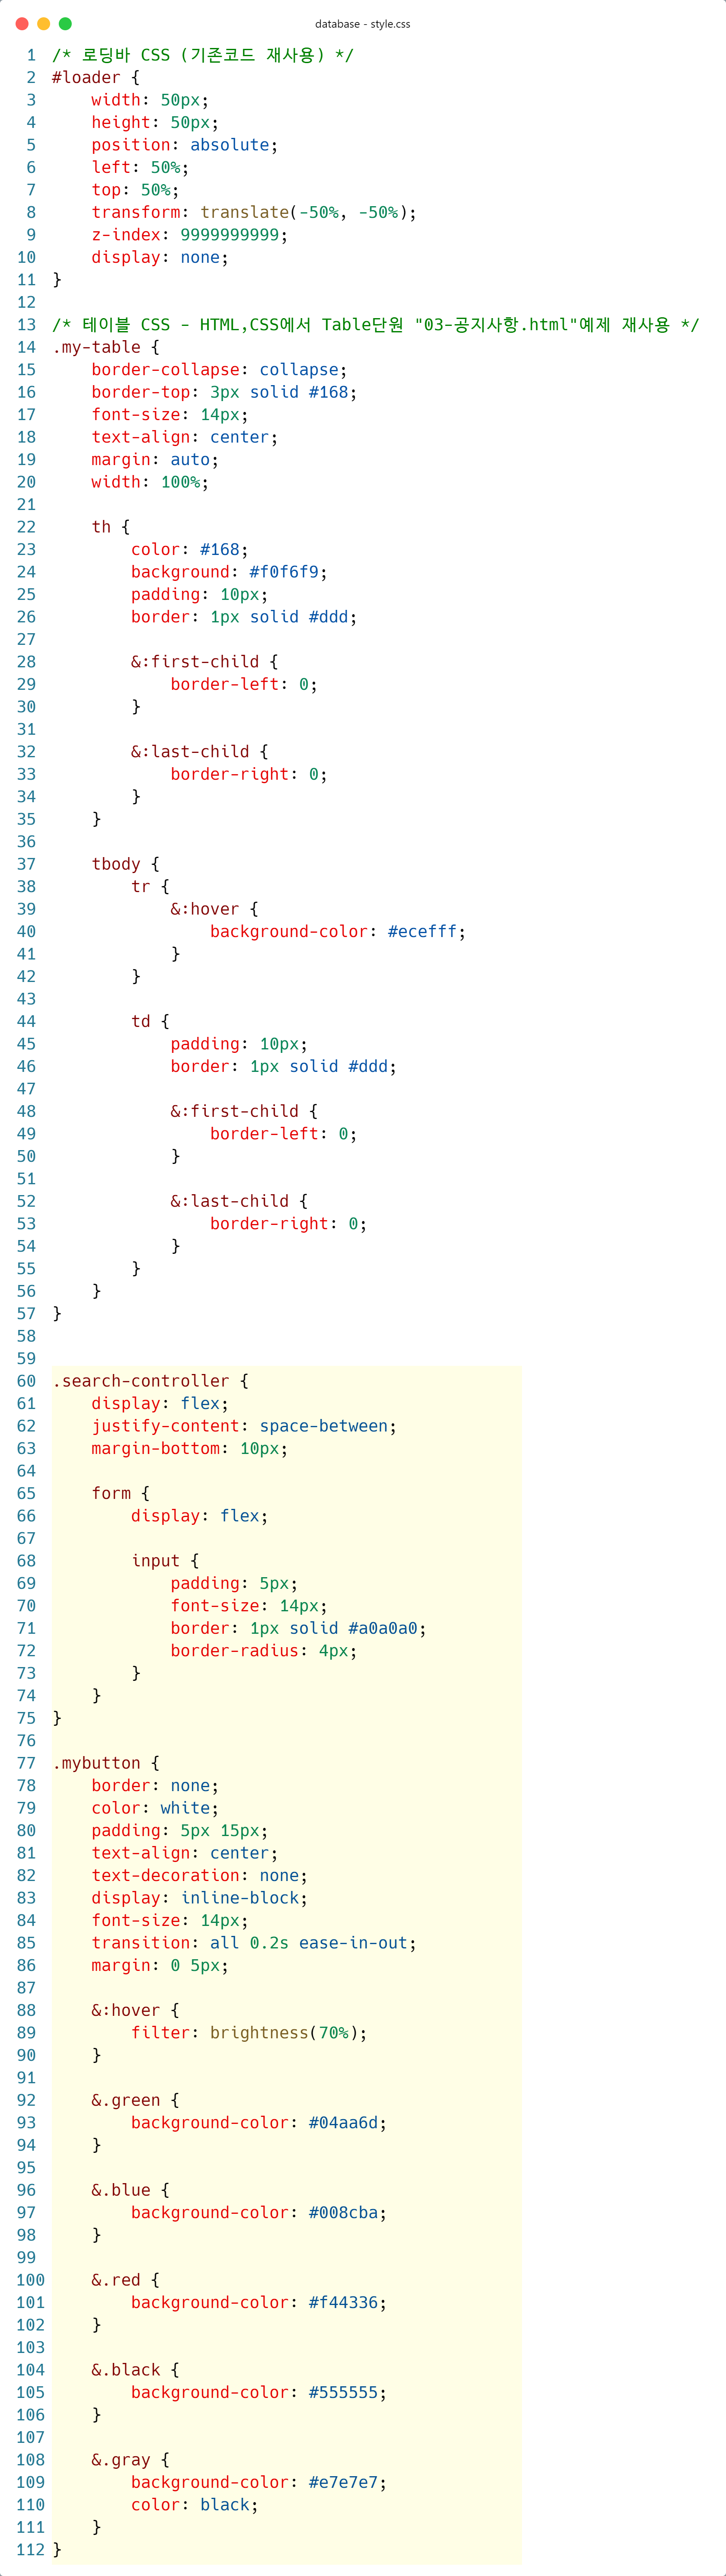 database - style.css
1 /* 로딩바 CSS (기존코드 재사용) */
2 #loader {
3     width: 50px;
4     height: 50px;
5     position: absolute;
6     left: 50%;
7     top: 50%;
8     transform: translate(-50%, -50%);
9     z-index: 9999999999;
10     display: none;
11 }
12
13 /* 테이블 CSS - HTML,CSS에서 Table단원 "03-공지사항.html"예제 재사용 */
14 .my-table {
15     border-collapse: collapse;
16     border-top: 3px solid #168;
17     font-size: 14px;
18     text-align: center;
19     margin: auto;
20     width: 100%;
21
22     th {
23         color: #168;
24         background: #f0f6f9;
25         padding: 10px;
26         border: 1px solid #ddd;
27
28         &:first-child {
29             border-left: 0;
30         }
31
32         &:last-child {
33             border-right: 0;
34         }
35     }
36
37     tbody {
38         tr {
39             &:hover {
40                 background-color: #ecefff;
41             }
42         }
43
44         td {
45             padding: 10px;
46             border: 1px solid #ddd;
47
48             &:first-child {
49                 border-left: 0;
50             }
51
52             &:last-child {
53                 border-right: 0;
54             }
55         }
56     }
57 }
58
59
60 .search-controller {
61     display: flex;
62     justify-content: space-between;
63     margin-bottom: 10px;
64
65     form {
66         display: flex;
67
68         input {
69             padding: 5px;
70             font-size: 14px;
71             border: 1px solid #a0a0a0;
72             border-radius: 4px;
73         }
74     }
75 }
76
77 .mybutton {
78     border: none;
79     color: white;
80     padding: 5px 15px;
81     text-align: center;
82     text-decoration: none;
83     display: inline-block;
84     font-size: 14px;
85     transition: all 0.2s ease-in-out;
86     margin: 0 5px;
87
88     &:hover {
89         filter: brightness(70%);
90     }
91
92     &.green {
93         background-color: #04aa6d;
94     }
95
96     &.blue {
97         background-color: #008cba;
98     }
99
100     &.red {
101         background-color: #f44336;
102     }
103
104     &.black {
105         background-color: #555555;
106     }
107
108     &.gray {
109         background-color: #e7e7e7;
110         color: black;
111     }
112 }